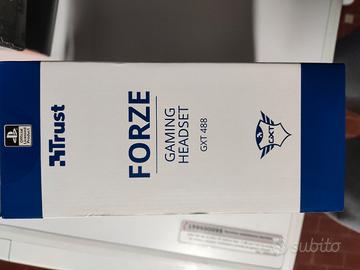 Trust
FORZE
GAMING
HEADSET
GXT 488
GXT
subito